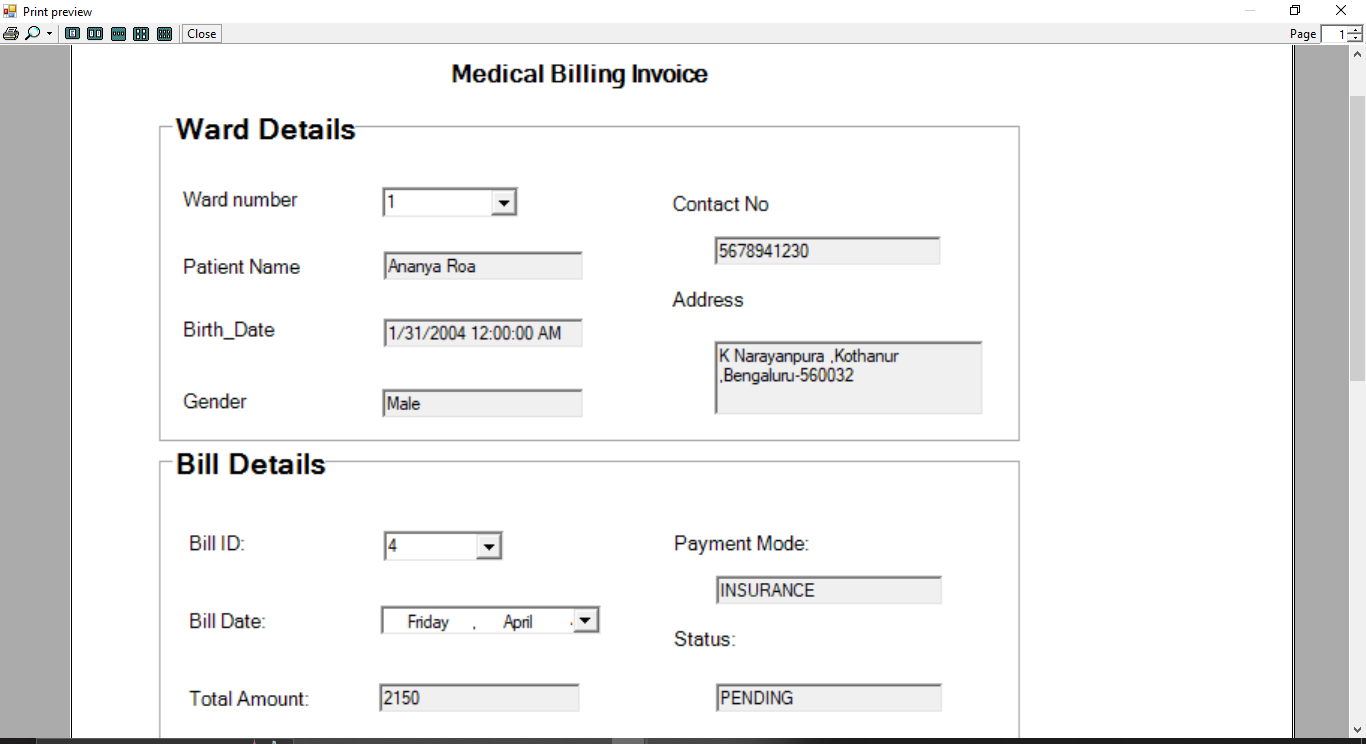 Print preview
Close
Page 1
Medical Billing Invoice
Ward Details
Ward number 1
Contact No
5678941230
Patient Name Ananya Roa
Address
Birth_Date 1/31/2004 12:00:00 AM
K Narayanpura ,Kothanur
,Bengaluru-560032
Gender Male
Bill Details
Bill ID: 4
Payment Mode:
INSURANCE
Bill Date: Friday , April
Status:
Total Amount: 2150
PENDING